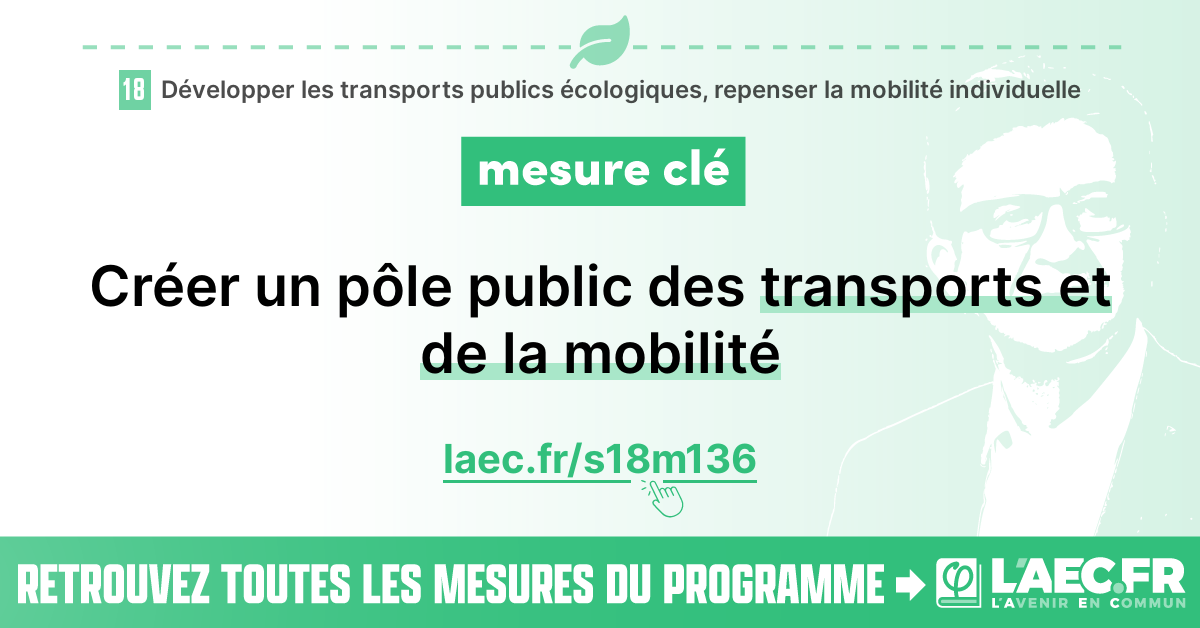 18 Développer les transports publics écologiques, repenser la mobilité individuelle
mesure clé
Créer un pôle public des transports et
de la mobilité
laec.fr/s18m136
RETROUVEZ TOUTES LES MESURES DU PROGRAMME
φ L'AEC.FR
L'AVENIR EN COMMUN